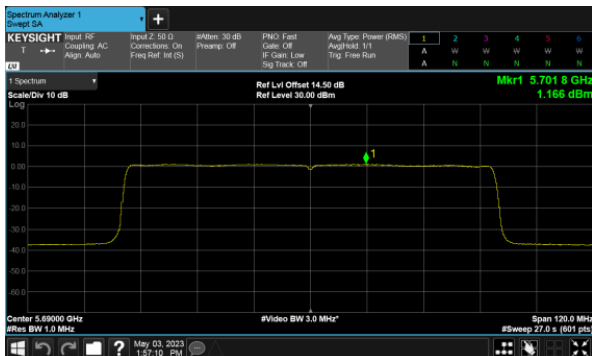 Spectrum Analyzer 1
Swept SA
+
KEYSIGHT Input: RF Input Z: 50 Ω #Atten: 30 dB PNO: Fast Avg Type: Power (RMS) 1 2 3 4 5 6
T Coupling: AC Corrections: On Preamp: Off Gate: Off Avg|Hold: 1/1 A W W W W W
Align: Auto Freq Ref: Int (S) IF Gain: Low Trig: Free Run
LXI Sig Track: Off A N N N N N
1 Spectrum Ref Lvl Offset 14.50 dB Mkr1 5.701 8 GHz
Scale/Div 10 dB Ref Level 30.00 dBm 1.166 dBm
Log
20.0
10.0
1
0.00
-10.0
-20.0
-30.0
-40.0
-50.0
-60.0
Center 5.69000 GHz #Video BW 3.0 MHz* Span 120.0 MHz
#Res BW 1.0 MHz #Sweep 27.0 s (601 pts)
? May 03, 2023
1:57:10 PM